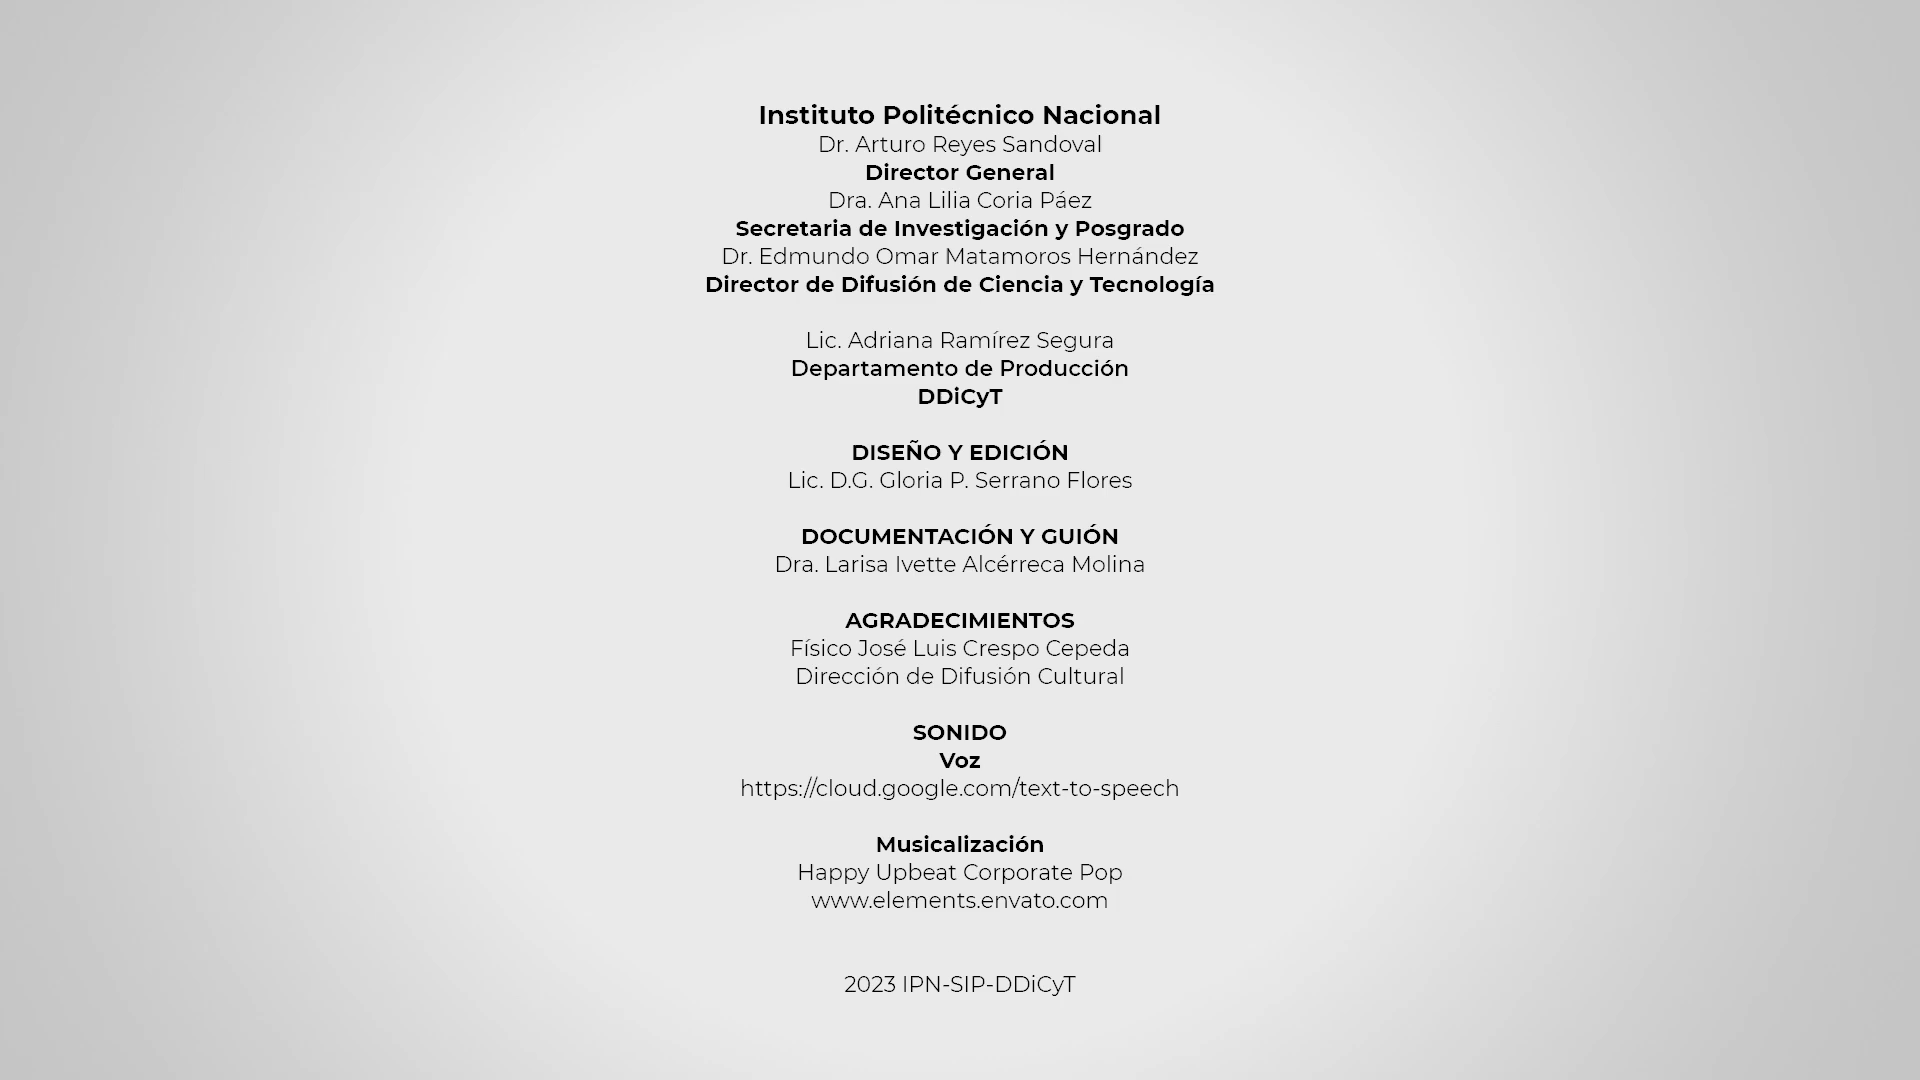 Instituto Politécnico Nacional
Dr. Arturo Reyes Sandoval
Director General
Dra. Ana Lilia Coria Páez
Secretaria de Investigación y Posgrado
Dr. Edmundo Omar Matamoros Hernández
Director de Difusión de Ciencia y Tecnología
Lic. Adriana Ramírez Segura
Departamento de Producción
DDiCyT
DISEÑO Y EDICIÓN
Lic. D.G. Gloria P. Serrano Flores
DOCUMENTACIÓN Y GUIÓN
Dra. Larisa Ivette Alcérreca Molina
AGRADECIMIENTOS
Físico José Luis Crespo Cepeda
Dirección de Difusión Cultural
SONIDO
Voz
https://cloud.google.com/text-to-speech
Musicalización
Happy Upbeat Corporate Pop
www.elements.envato.com
2023 IPN-SIP-DDiCyT